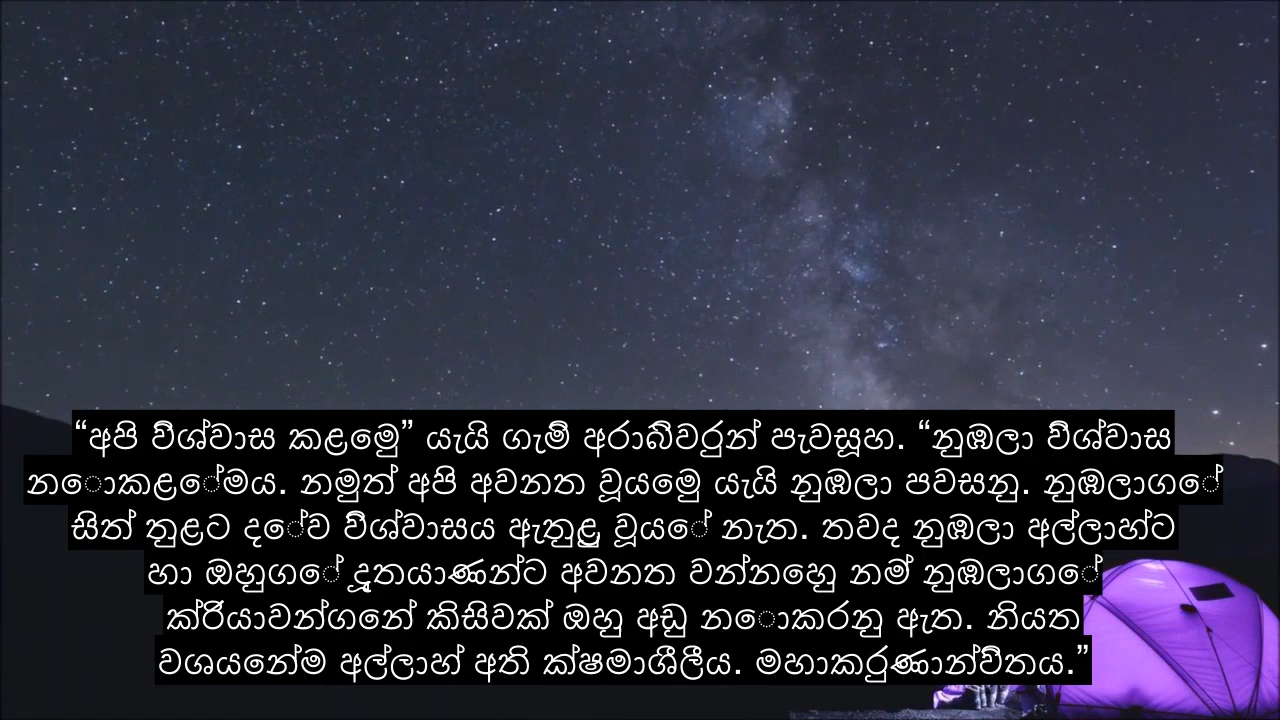 “අපි විශ්වාස කළෙමු” යැයි ගැමි අරාබිවරුන් පැවසූහ. “නුඹලා විශ්වාස
නොකළේමය. නමුත් අපි අවනත වූයෙමු යැයි නුඹලා පවසනු. නුඹලාගේ
සිත් තුළට දේව විශ්වාසය ඇතුළු වූයේ නැත. තවද නුඹලා අල්ලාහ්ට
හා ඔහුගේ දූතයාණන්ට අවනත වන්නෙහු නම් නුඹලාගේ
ක්රියාවන්ගෙන් කිසිවක් ඔහු අඩු නොකරනු ඇත. නියත
වශයෙන්ම අල්ලාහ් අති ක්ෂමාශීලීය. මහාකරුණාන්විතය.”